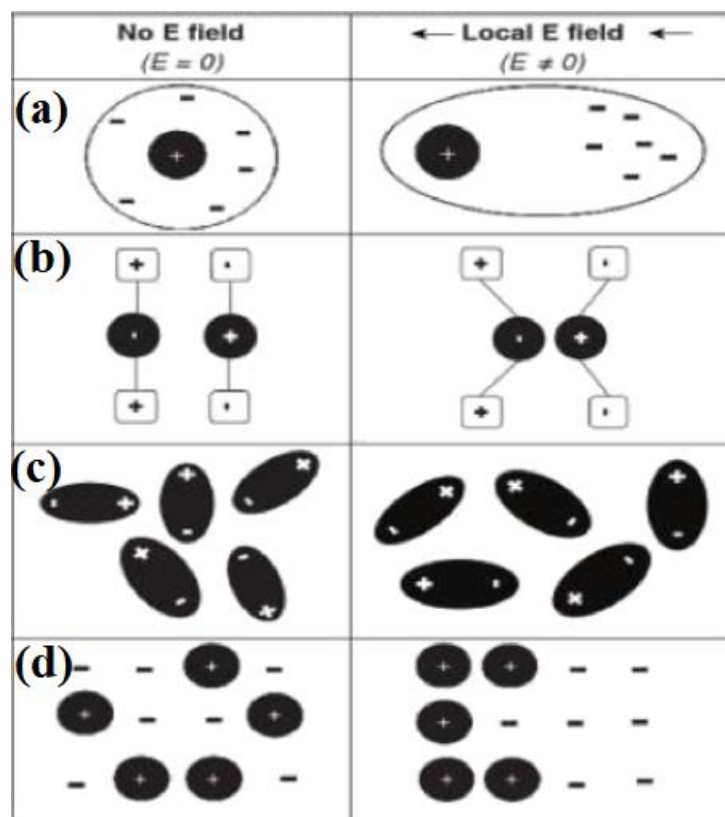 No E field
(E = 0)
← Local E field ←
(E ≠ 0)
(a)
(b)
(c)
(d)